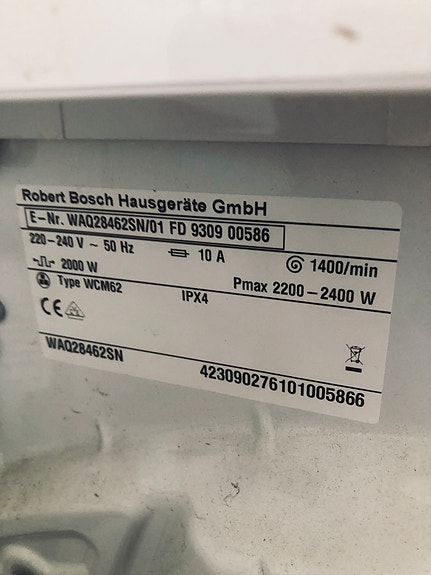 Robert Bosch Hausgeräte GmbH
E-Nr. WAQ28462SN/01 FD 9309 00586
220-240 V ~ 50 Hz 10 A 1400/min
2000 W Pmax 2200-2400 W
Type WCM62 IPX4
CE
WAQ28462SN 423090276101005866